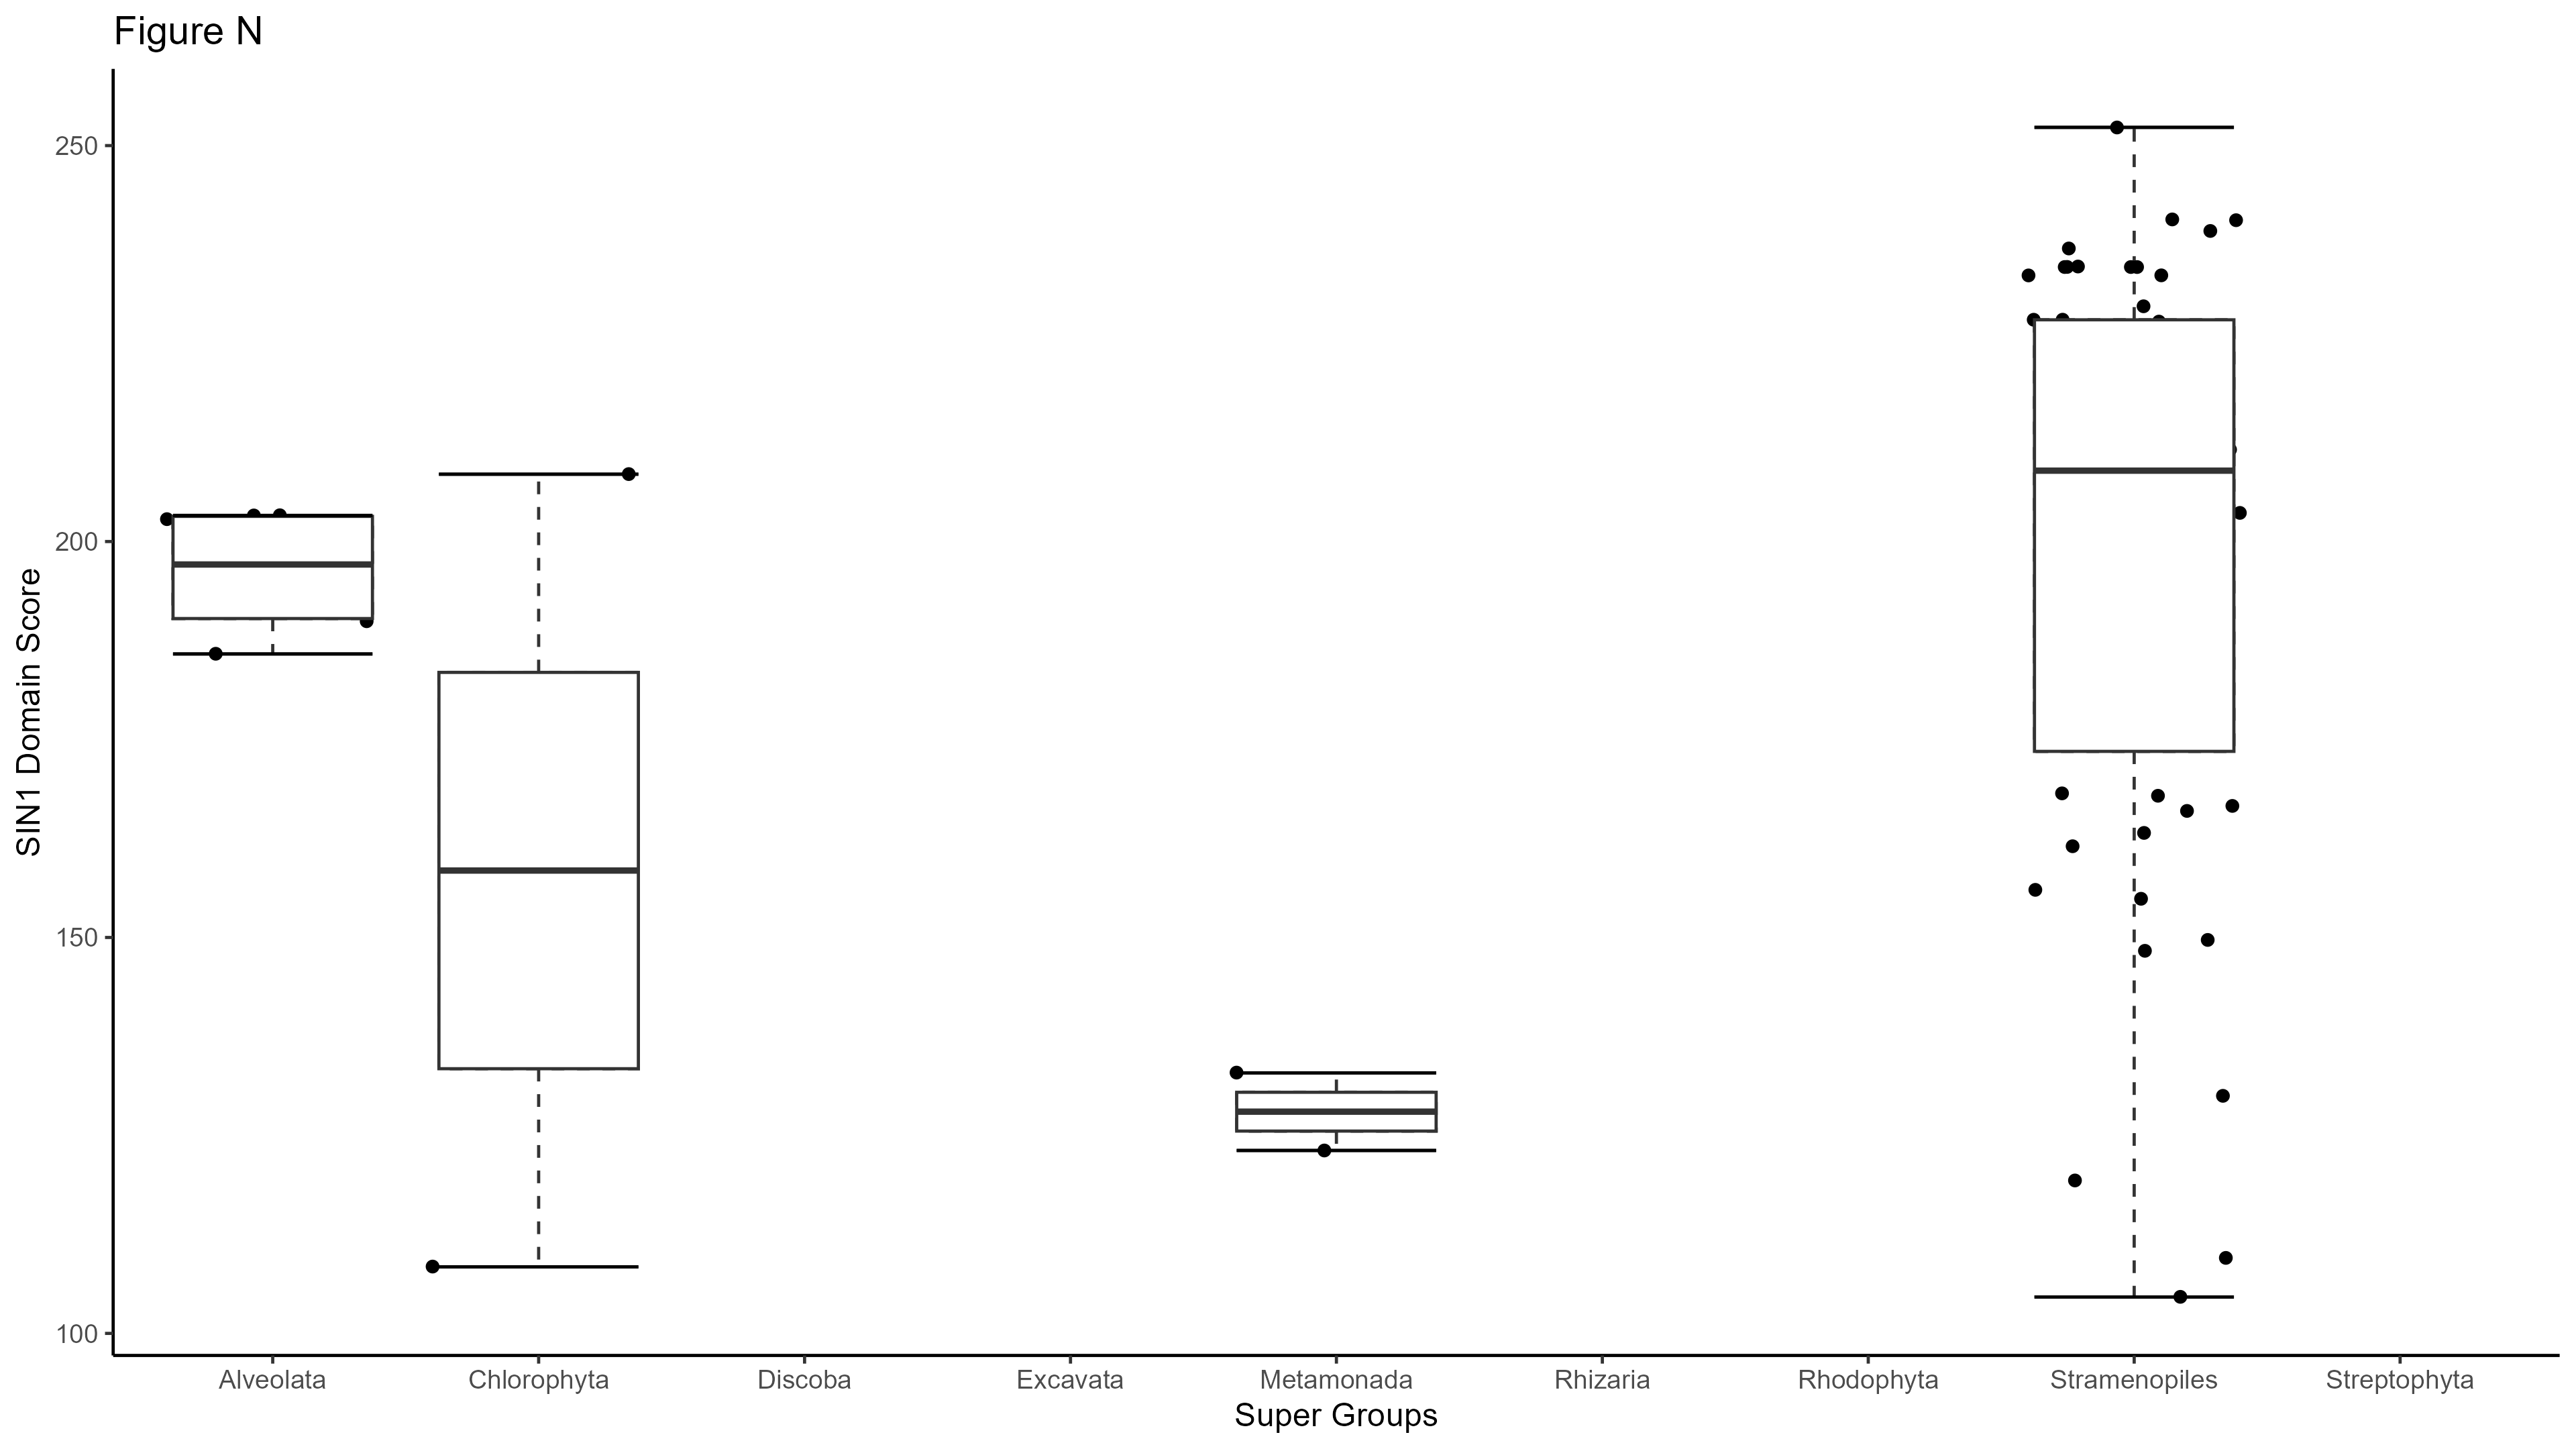 Figure N
250
200
150
100
SIN1 Domain Score
Alveolata
Chlorophyta
Discoba
Excavata
Metamonada
Rhizaria
Rhodophyta
Stramenopiles
Streptophyta
Super Groups